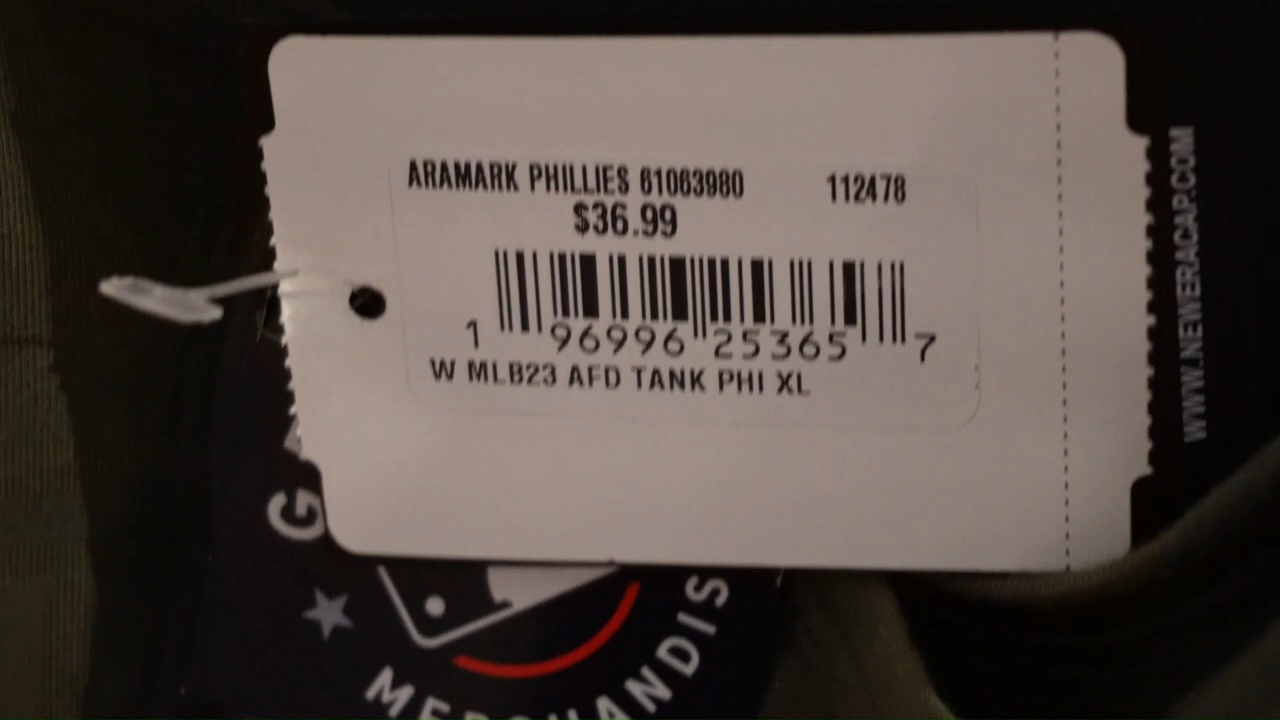 ARAMARK PHILLIES 61063980 112478
$36.99
1 96996 25365 7
W MLB23 AFD TANK PHI XL
WWW.NEWERACAP.COM
G